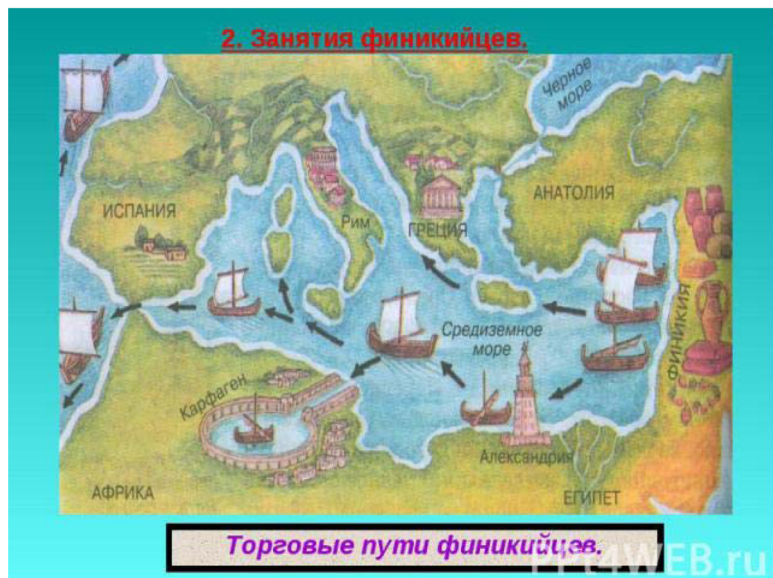 2. Занятия финикийцев.
Черное
море
ИСПАНИЯ
Рим
ГРЕЦИЯ
АНАТОЛИЯ
ФИНИКИЯ
Средиземное
море
Карфаген
Александрия
АФРИКА
ЕГИПЕТ
Торговые пути финикийцев.
PPt4WEB.ru